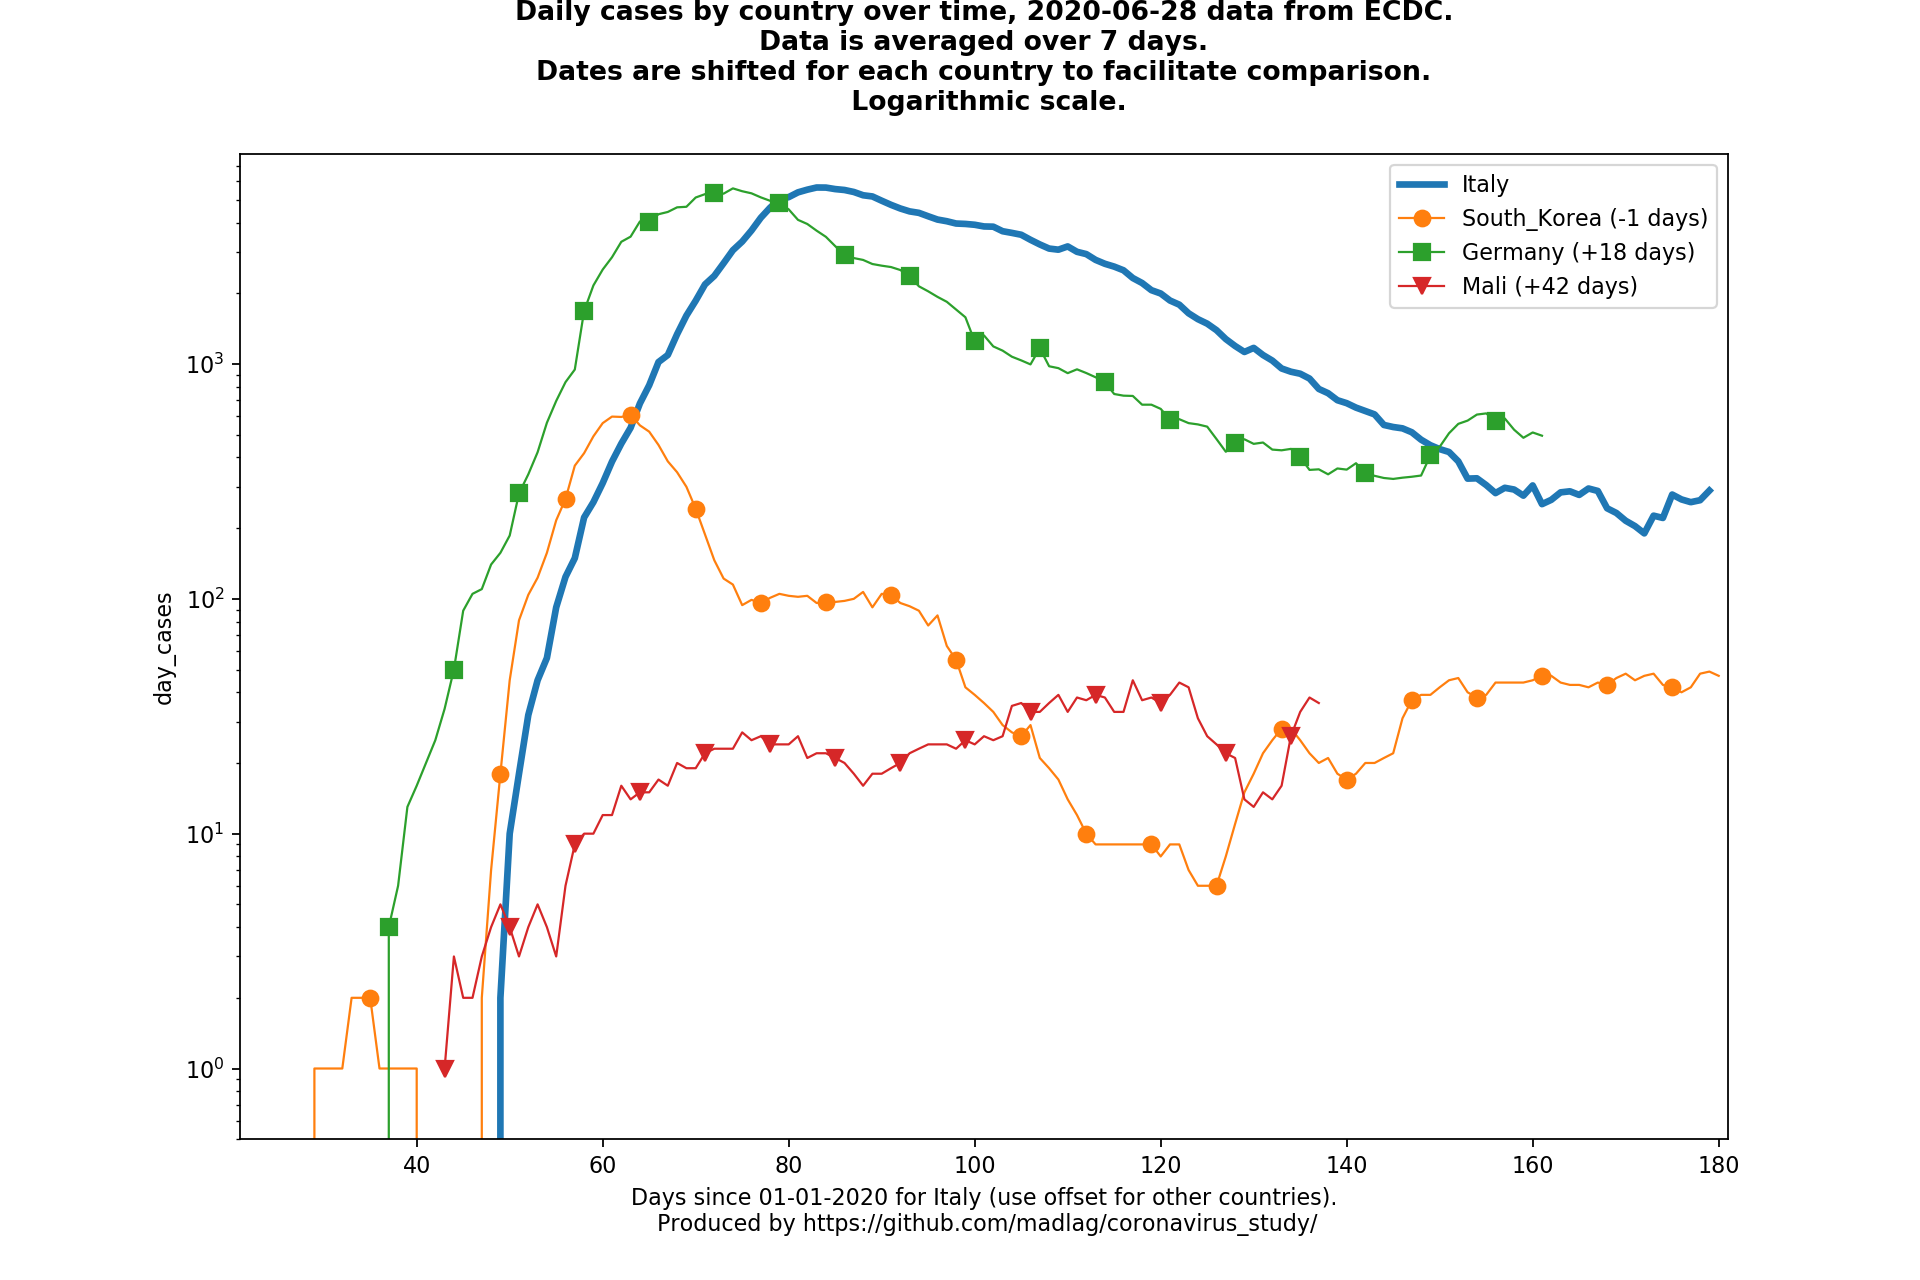 Daily cases by country over time, 2020-06-28 data from ECDC.
Data is averaged over 7 days.
Dates are shifted for each country to facilitate comparison.
Logarithmic scale.
Italy
South_Korea (-1 days)
Germany (+18 days)
Mali (+42 days)
day_cases
10³
10²
10¹
10⁰
40 60 80 100 120 140 160 180
Days since 01-01-2020 for Italy (use offset for other countries).
Produced by https://github.com/madlag/coronavirus_study/